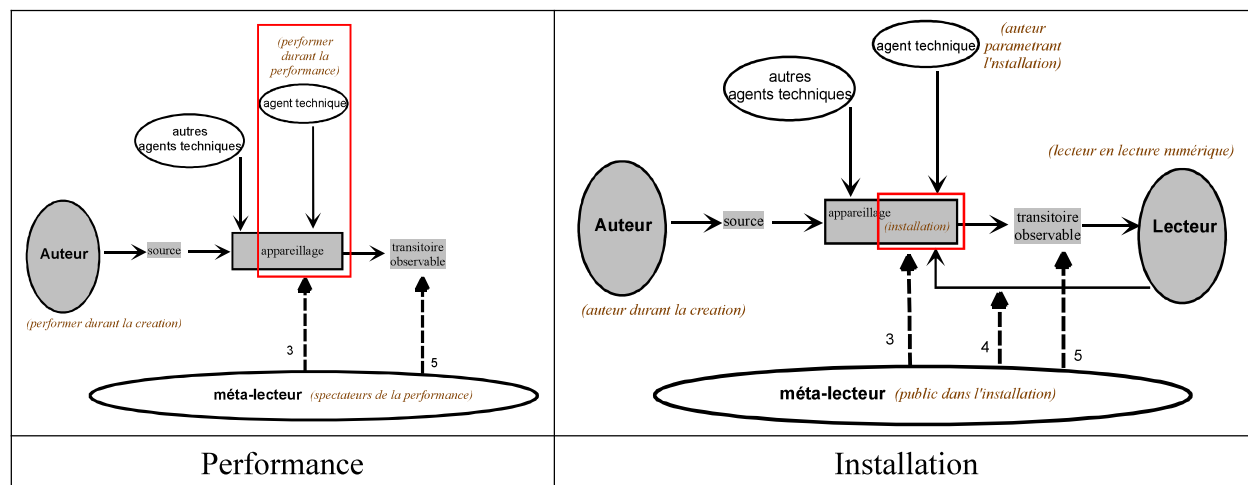 (performer
durant la
performance)
agent technique
autres
agents techniques
Auteur
source
appareillage
transitoire
observable
(performer durant la creation)
3
5
méta-lecteur (spectateurs de la performance)
Performance
agent technique
(auteur
parametrant
l'nstallation)
autres
agents techniques
(lecteur en lecture numérique)
Auteur
source
appareillage
(installation)
transitoire
observable
Lecteur
(auteur durant la creation)
3
4
5
méta-lecteur (public dans l'installation)
Installation